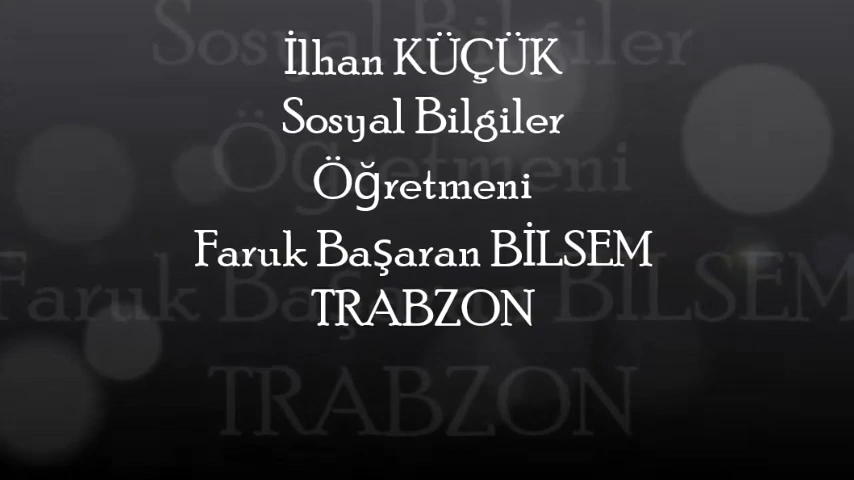 İlhan KÜÇÜK
Sosyal Bilgiler
Öğretmeni
Faruk Başaran BİLSEM
TRABZON